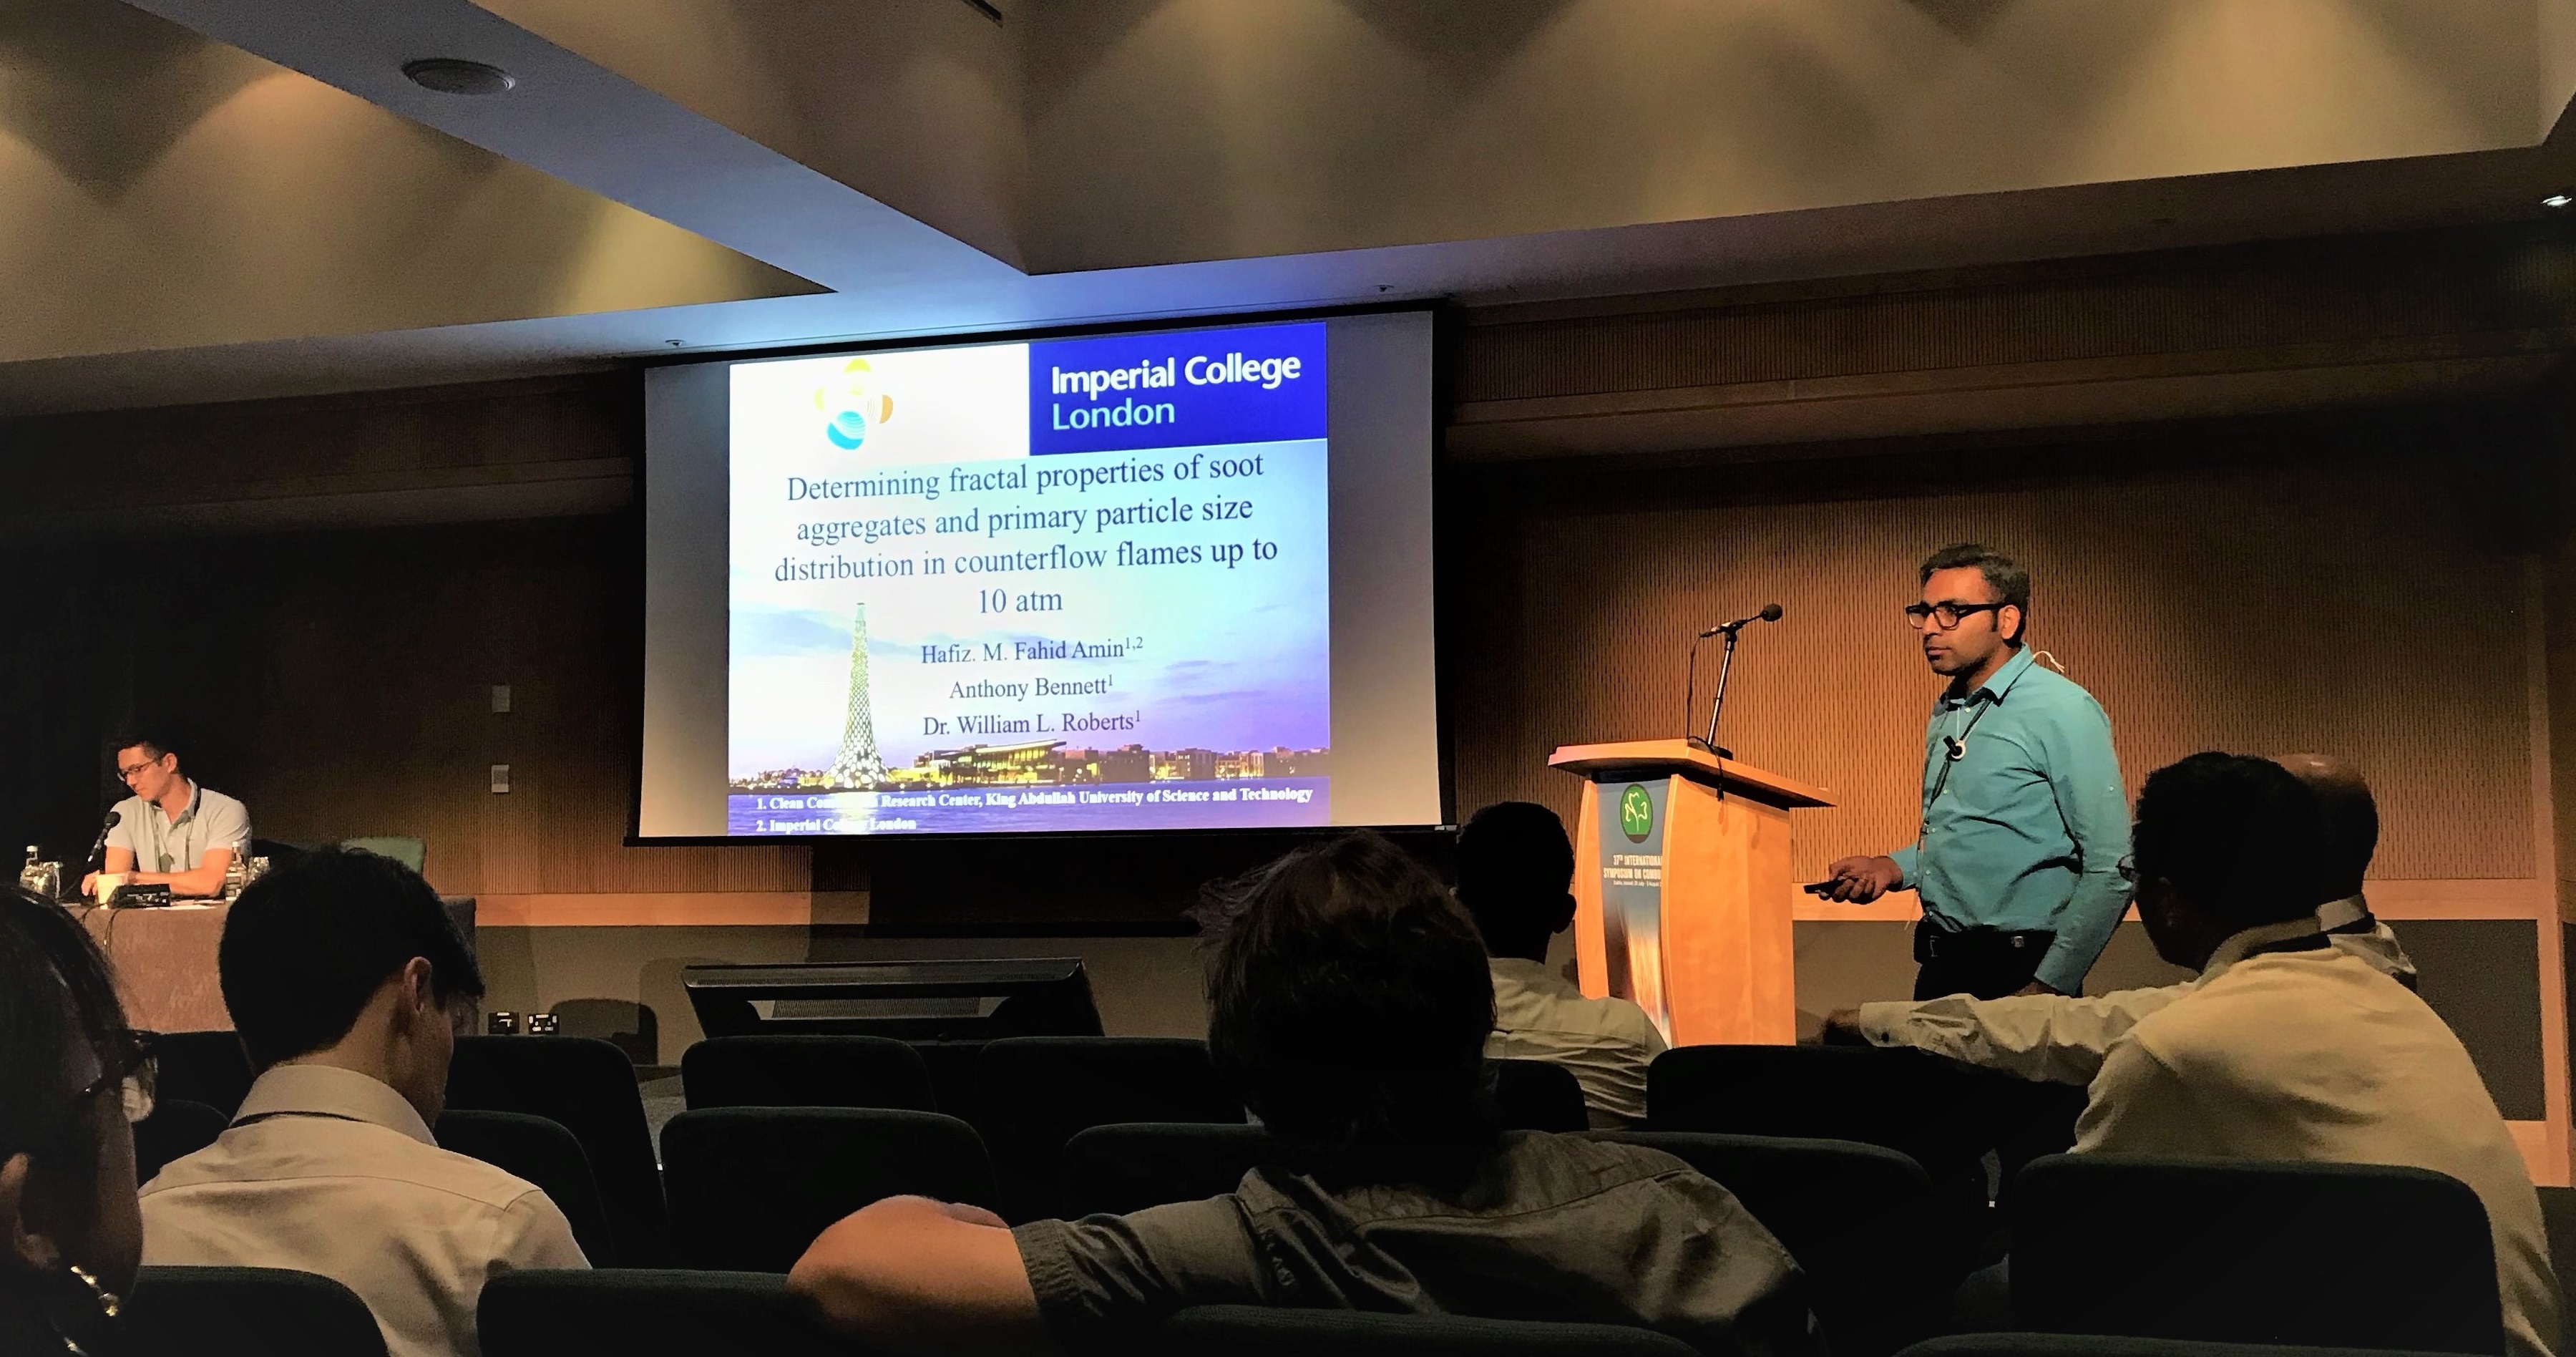 Imperial College
London
Determining fractal properties of soot
aggregates and primary particle size
distribution in counterflow flames up to
10 atm
Hafiz. M. Fahid Amin1,2
Anthony Bennett1
Dr. William L. Roberts1
1. Clean Research Center, King Abdullah University of Science and Technology
2. Imperial London
37TH INTERNATIONAL
SYMPOSIUM ON